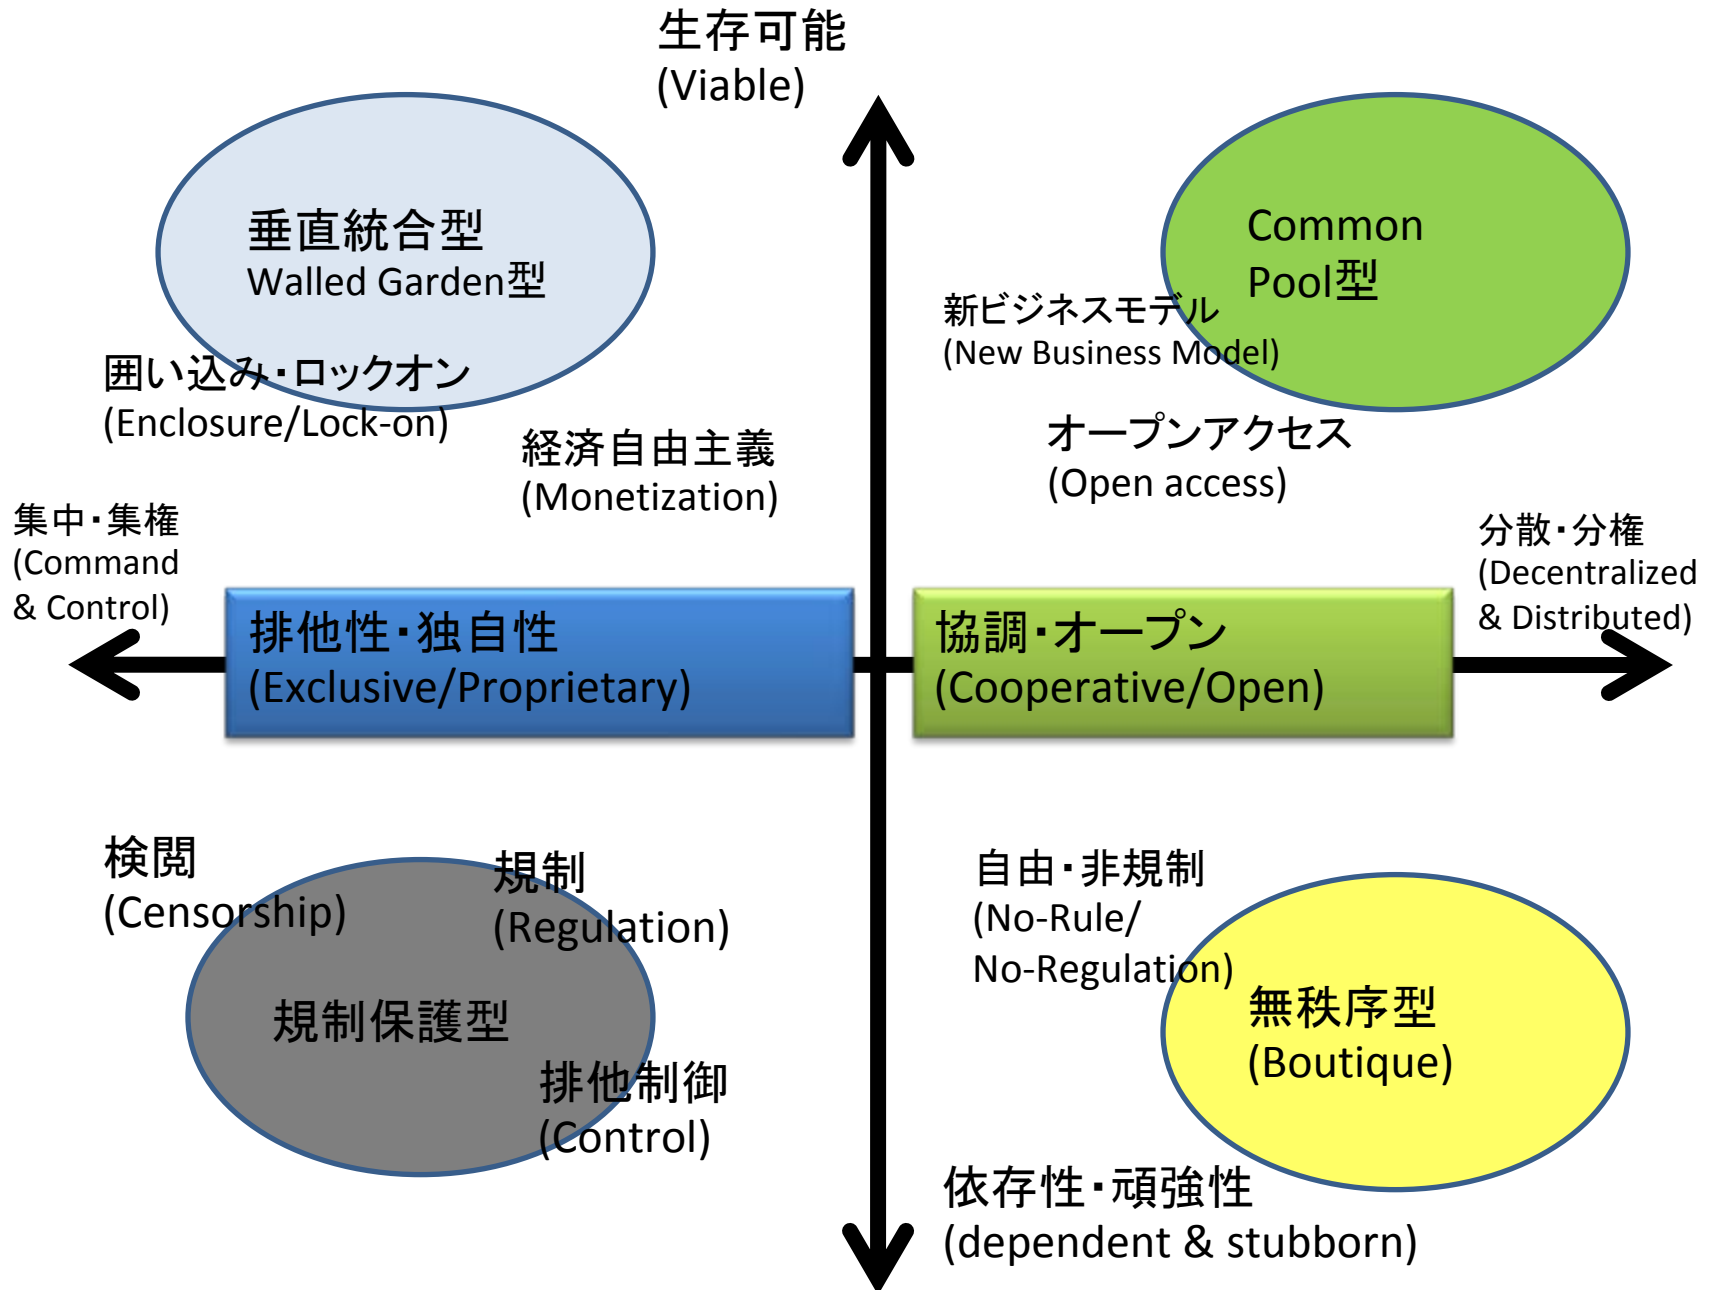 生存可能
(Viable)
垂直統合型
Walled Garden型
Common
Pool型
新ビジネスモデル
(New Business Model)
囲い込み・ロックオン
(Enclosure/Lock-on)
経済自由主義
(Monetization)
オープンアクセス
(Open access)
集中・集権
(Command
& Control)
分散・分権
(Decentralized
& Distributed)
排他性・独自性
(Exclusive/Proprietary)
協調・オープン
(Cooperative/Open)
検閲
(Censorship)
規制
(Regulation)
規制保護型
排他制御
(Control)
自由・非規制
(No-Rule/
No-Regulation)
無秩序型
(Boutique)
依存性・頑強性
(dependent & stubborn)